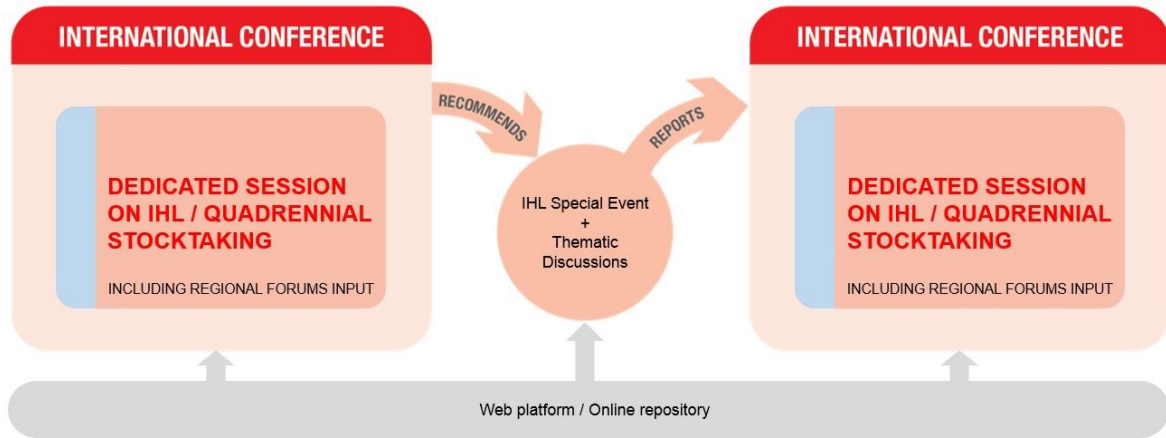 INTERNATIONAL CONFERENCE
DEDICATED SESSION
ON IHL / QUADRENNIAL
STOCKTAKING
INCLUDING REGIONAL FORUMS INPUT
RECOMMENDS
IHL Special Event
+
Thematic
Discussions
REPORTS
INTERNATIONAL CONFERENCE
DEDICATED SESSION
ON IHL / QUADRENNIAL
STOCKTAKING
INCLUDING REGIONAL FORUMS INPUT
Web platform / Online repository